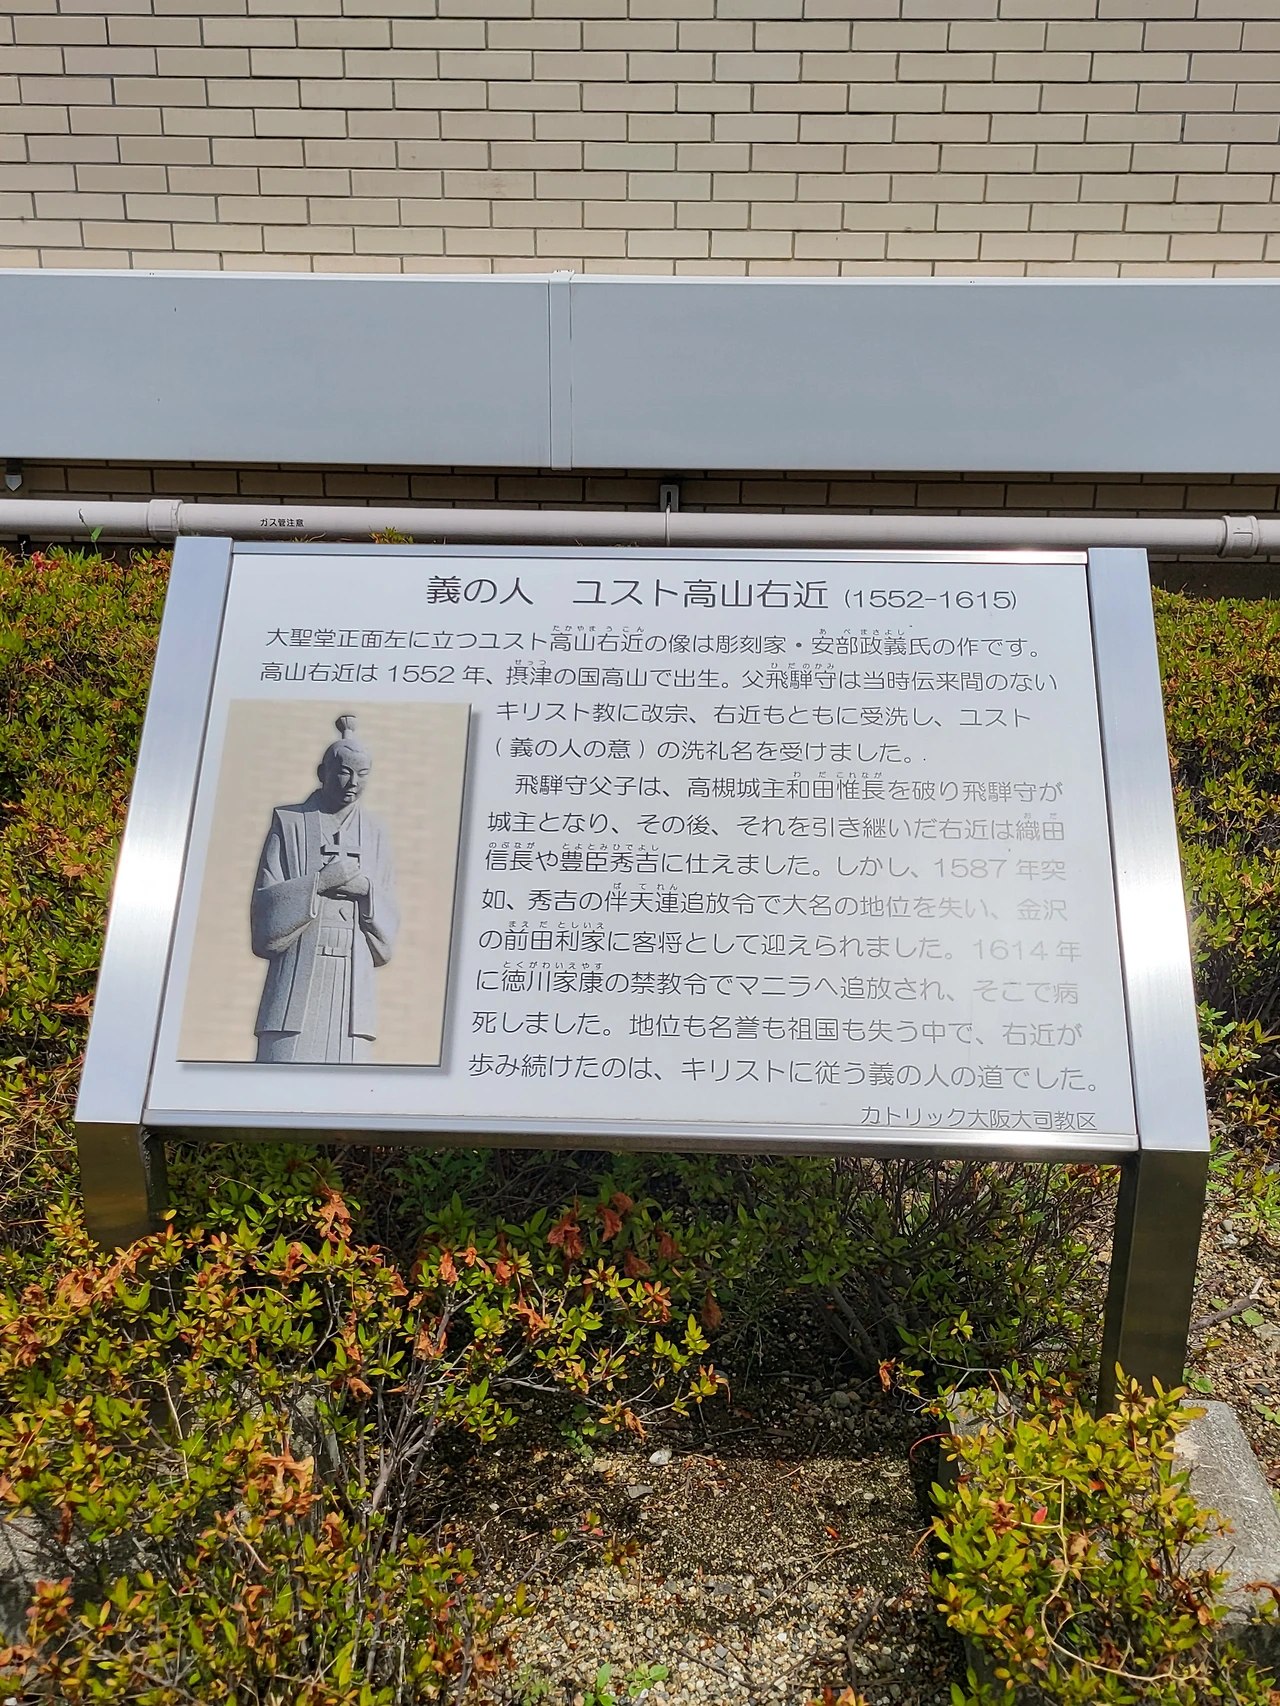 ガス管注意
義の人 ユスト高山右近 (1552-1615)
大聖堂正面左に立つユスト高山右近の像は彫刻家・安部政義氏の作です。
高山右近は1552年、摂津の国高山で出生。父飛騨守は当時伝来間のない
キリスト教に改宗、右近もともに受洗し、ユスト
(義の人の意)の洗礼名を受けました。
飛騨守父子は、高槻城主和田惟長を破り飛騨守が
城主となり、その後、それを引き継いだ右近は織田
信長や豊臣秀吉に仕えました。しかし、1587年突
如、秀吉の伴天連追放令で大名の地位を失い、金沢
の前田利家に客将として迎えられました。1614年
に徳川家康の禁教令でマニラへ追放され、そこで病
死しました。地位も名誉も祖国も失う中で、右近が
歩み続けたのは、キリストに従う義の人の道でした。
カトリック大阪大司教区